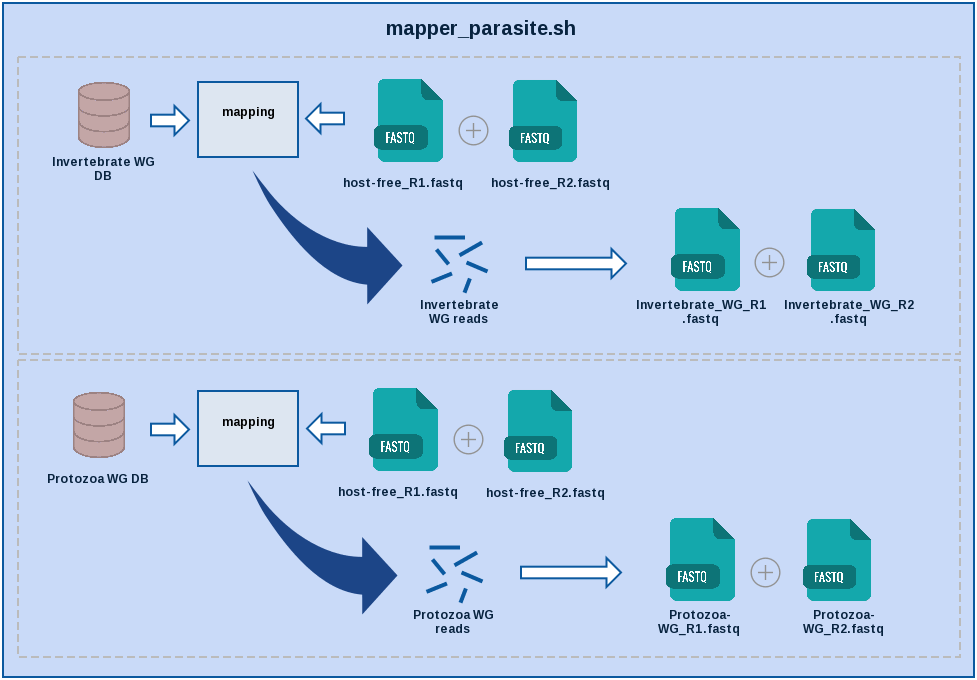 mapper_parasite.sh
mapping
FASTQ
FASTQ
Invertebrate WG
DB
host-free_R1.fastq
host-free_R2.fastq
FASTQ
FASTQ
Invertebrate
WG reads
Invertebrate_WG_R1
.fastq
Invertebrate_WG_R2
.fastq
mapping
FASTQ
FASTQ
Protozoa WG DB
host-free_R1.fastq
host-free_R2.fastq
FASTQ
FASTQ
Protozoa WG
reads
Protozoa-
WG_R1.fastq
Protozoa-
WG_R2.fastq